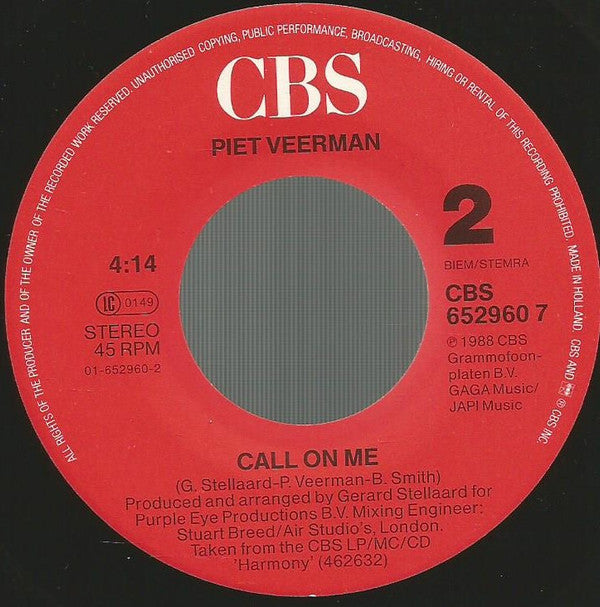 ALL RIGHTS OF THE PRODUCER AND OF THE OWNER OF THE RECORDED WORK RESERVED. UNAUTHORISED COPYING, PUBLIC PERFORMANCE, BROADCASTING, HIRING OR RENTAL OF THIS RECORDING PROHIBITED. MADE IN HOLLAND. CBS AND ℗ CBS INC.
CBS
PIET VEERMAN
2
BIEM/STEMRA
4:14
LC 0149
STEREO
45 RPM
01-652960-2
CBS
652960 7
℗ 1988 CBS
Grammofoon-
platen B.V.
GAGA Music/
JAPI Music
CALL ON ME
(G. Stellaard-P. Veerman-B. Smith)
Produced and arranged by Gerard Stellaard for
Purple Eye Productions B.V. Mixing Engineer:
Stuart Breed/Air Studio's, London.
Taken from the CBS LP/MC/CD
'Harmony' (462632)